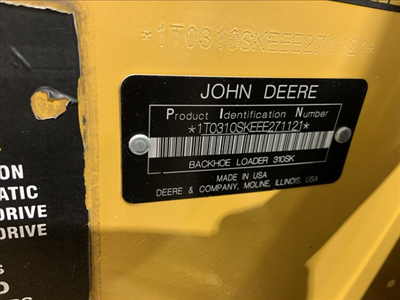 *1T0310SKEEE271121*
JOHN DEERE
Product Identification Number
*1T0310SKEEE271121*
BACKHOE LOADER 310SK
MADE IN USA
DEERE & COMPANY, MOLINE, ILLINOIS, USA
ON
ATIC
DRIVE
DRIVE